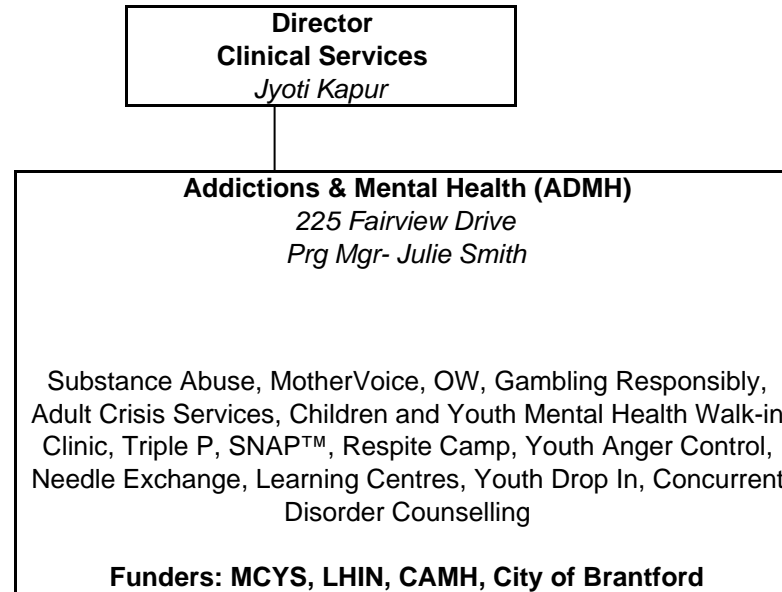 Director
Clinical Services
Jyoti Kapur
Addictions & Mental Health (ADMH)
225 Fairview Drive
Prg Mgr- Julie Smith
Substance Abuse, MotherVoice, OW, Gambling Responsibly,
Adult Crisis Services, Children and Youth Mental Health Walk-in
Clinic, Triple P, SNAP™, Respite Camp, Youth Anger Control,
Needle Exchange, Learning Centres, Youth Drop In, Concurrent
Disorder Counselling
Funders: MCYS, LHIN, CAMH, City of Brantford